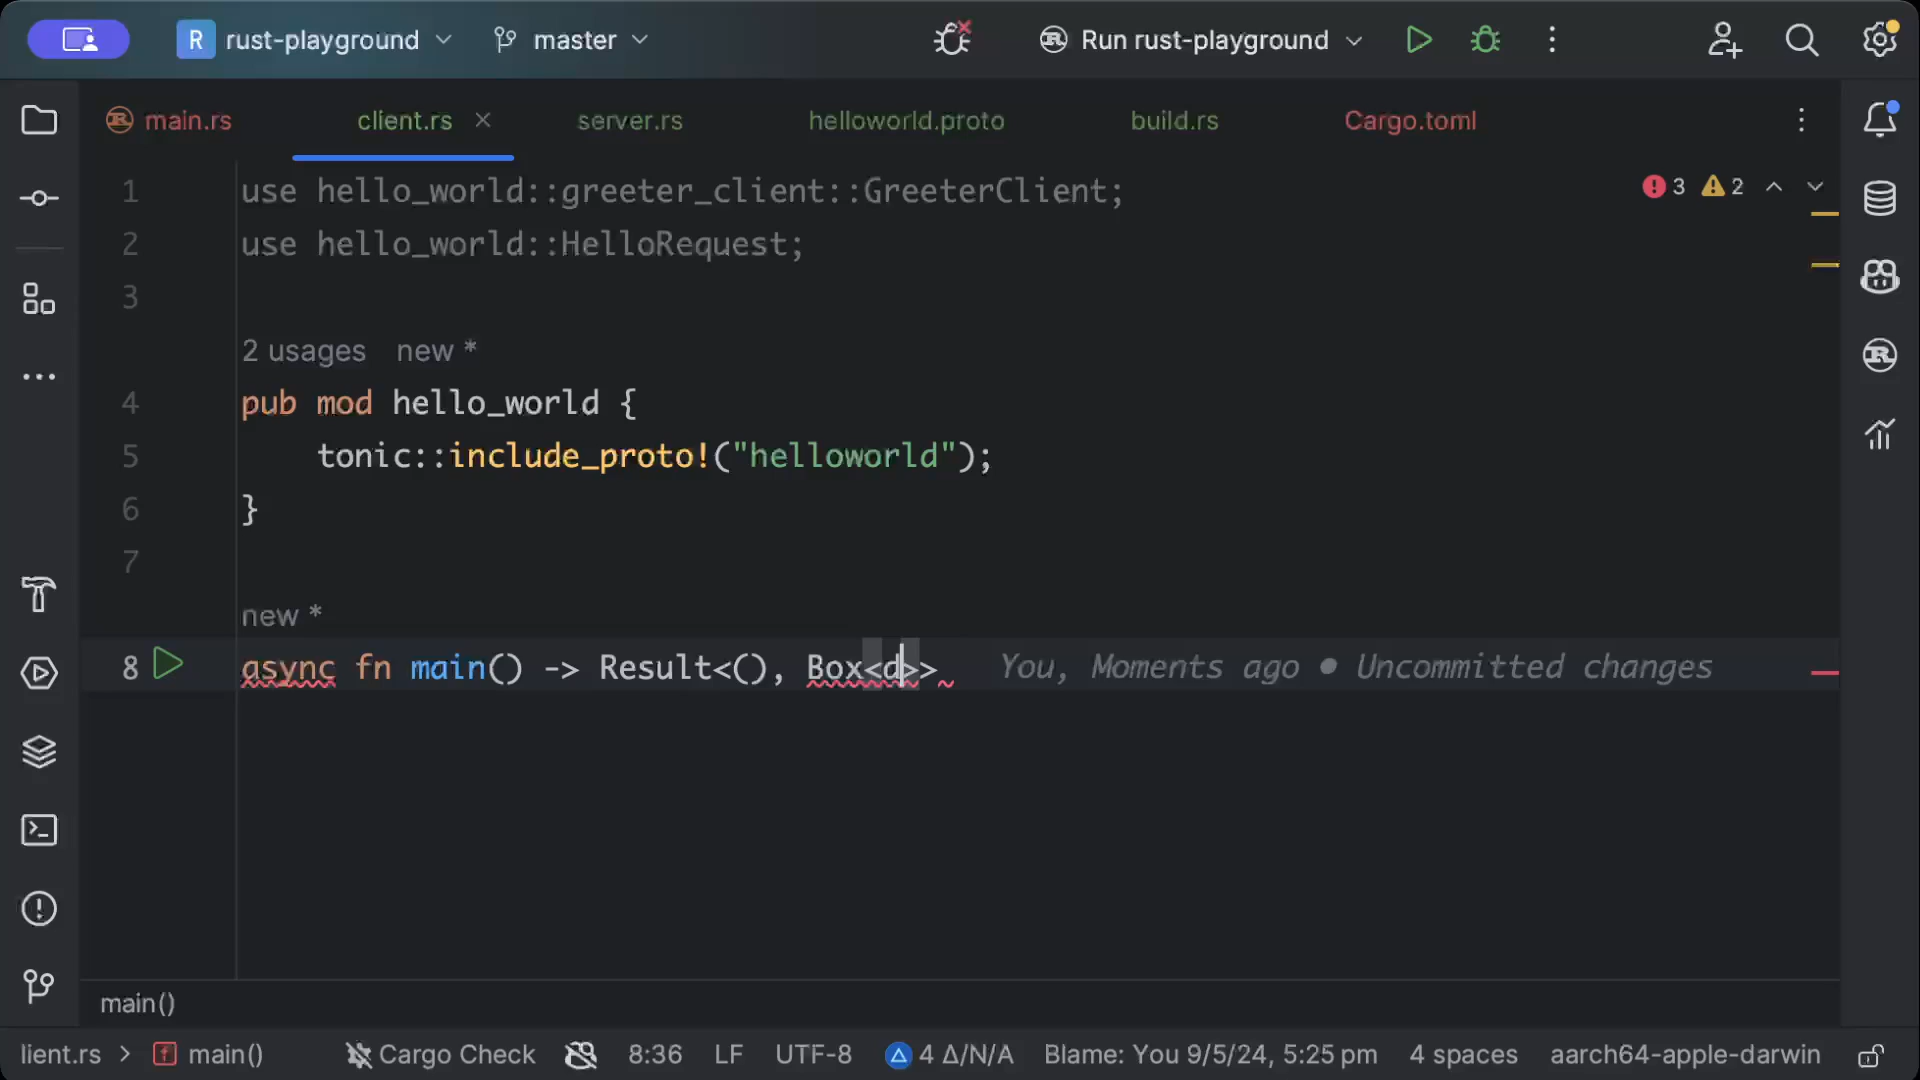 R rust-playground master Run rust-playground
main.rs client.rs server.rs helloworld.proto build.rs Cargo.toml
1 use hello_world::greeter_client::GreeterClient; 3 2
2 use hello_world::HelloRequest;
3
2 usages new *
4 pub mod hello_world {
5 tonic::include_proto!("helloworld");
6 }
7
new *
8 async fn main() -> Result<(), Box<d>> You, Moments ago • Uncommitted changes
main()
lient.rs > f main() Cargo Check 8:36 LF UTF-8 4 Δ/N/A Blame: You 9/5/24, 5:25 pm 4 spaces aarch64-apple-darwin